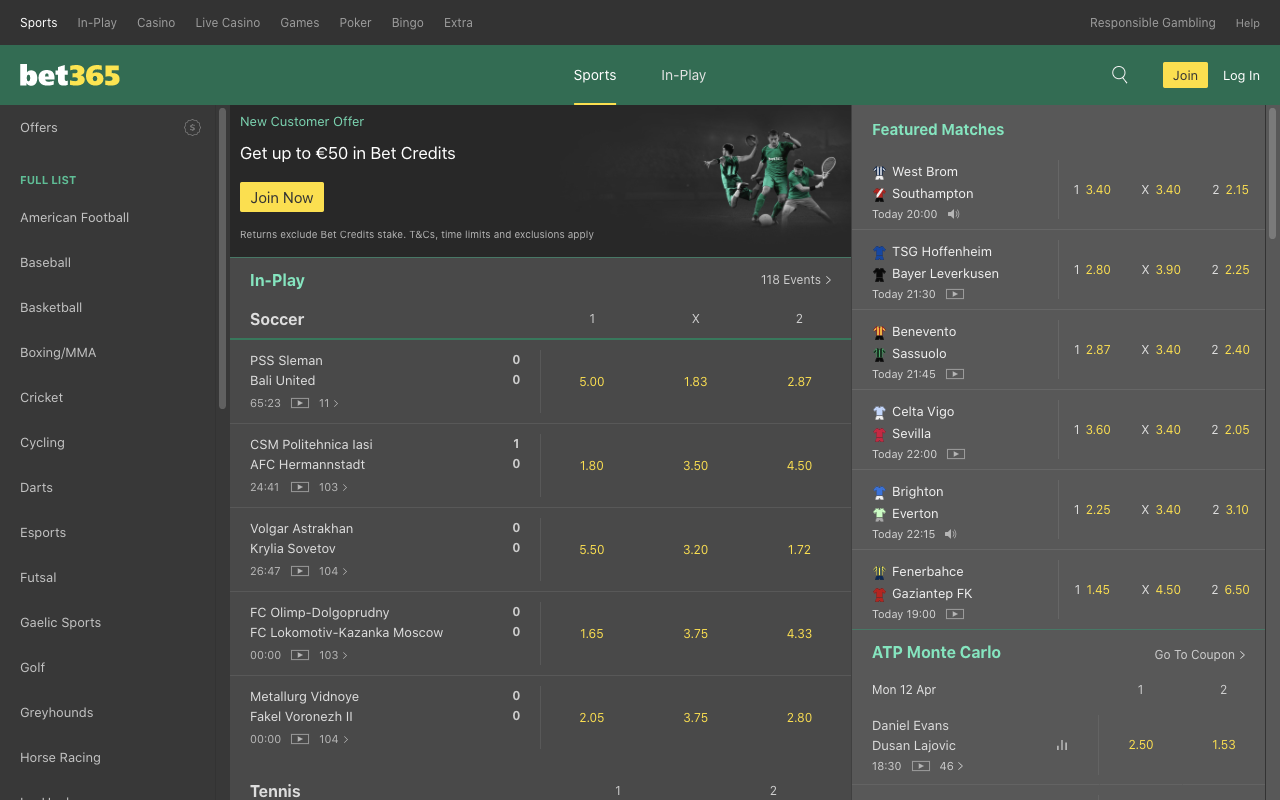 Sports In-Play Casino Live Casino Games Poker Bingo Extra Responsible Gambling Help
bet365 Sports In-Play Join Log In
Offers
FULL LIST
American Football
Baseball
Basketball
Boxing/MMA
Cricket
Cycling
Darts
Esports
Futsal
Gaelic Sports
Golf
Greyhounds
Horse Racing
New Customer Offer
Get up to €50 in Bet Credits
Join Now
Returns exclude Bet Credits stake. T&Cs, time limits and exclusions apply
In-Play 118 Events >
Soccer 1 X 2
PSS Sleman 0
Bali United 0
5.00 1.83 2.87
65:23 11 >
CSM Politehnica Iasi 1
AFC Hermannstadt 0
1.80 3.50 4.50
24:41 103 >
Volgar Astrakhan 0
Krylia Sovetov 0
5.50 3.20 1.72
26:47 104 >
FC Olimp-Dolgoprudny 0
FC Lokomotiv-Kazanka Moscow 0
1.65 3.75 4.33
00:00 103 >
Metallurg Vidnoye 0
Fakel Voronezh II 0
2.05 3.75 2.80
00:00 104 >
Tennis 1 2
Featured Matches
West Brom
Southampton
1 3.40 X 3.40 2 2.15
Today 20:00
TSG Hoffenheim
Bayer Leverkusen
1 2.80 X 3.90 2 2.25
Today 21:30
Benevento
Sassuolo
1 2.87 X 3.40 2 2.40
Today 21:45
Celta Vigo
Sevilla
1 3.60 X 3.40 2 2.05
Today 22:00
Brighton
Everton
1 2.25 X 3.40 2 3.10
Today 22:15
Fenerbahce
Gaziantep FK
1 1.45 X 4.50 2 6.50
Today 19:00
ATP Monte Carlo Go To Coupon >
Mon 12 Apr 1 2
Daniel Evans
Dusan Lajovic
2.50 1.53
18:30 46 >